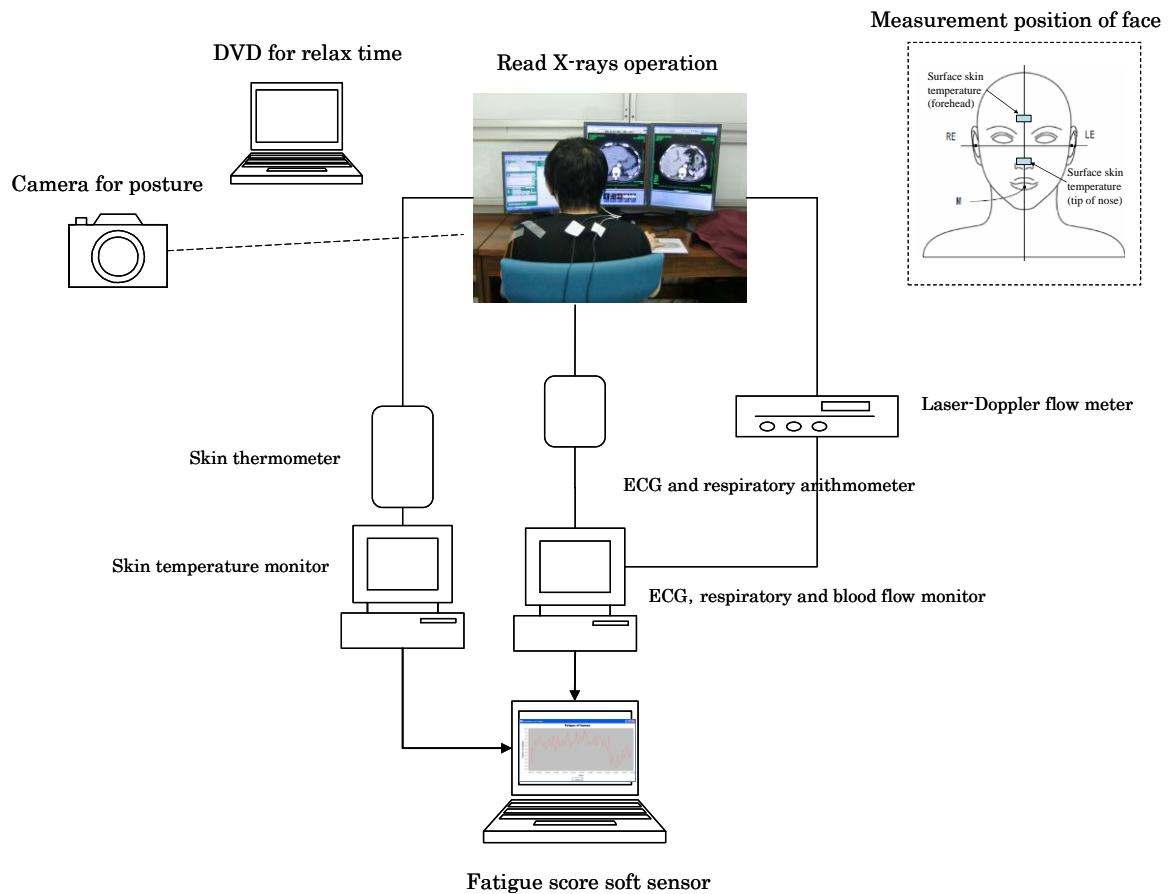 Measurement position of face
DVD for relax time
Read X-rays operation
Surface skin
temperature
(forehead)
RE
LE
Camera for posture
Surface skin
temperature
(tip of nose)
M
Laser-Doppler flow meter
Skin thermometer
ECG and respiratory arithmometer
Skin temperature monitor
ECG, respiratory and blood flow monitor
Fatigue score soft sensor